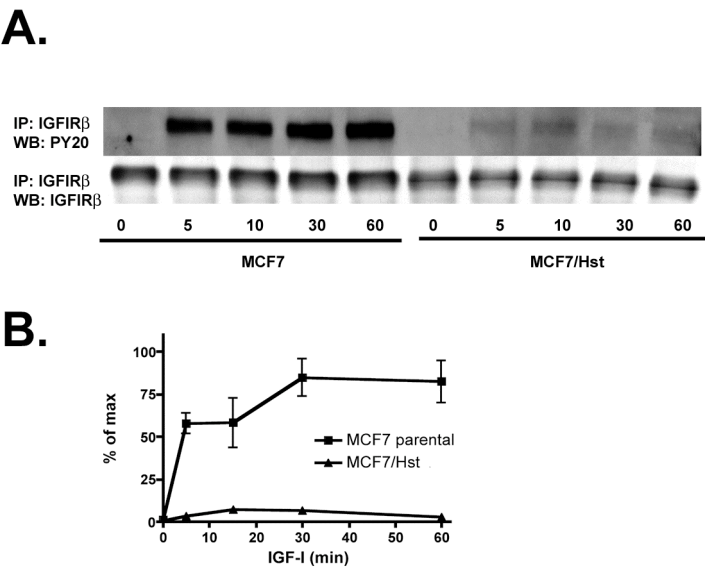 A.
IP: IGFIRβ
WB: PY20
IP: IGFIRβ
WB: IGFIRβ
0 5 10 30 60 0 5 10 30 60
MCF7 MCF7/Hst
B.
100
75
50
25
0
% of max
MCF7 parental
MCF7/Hst
0 10 20 30 40 50 60
IGF-I (min)